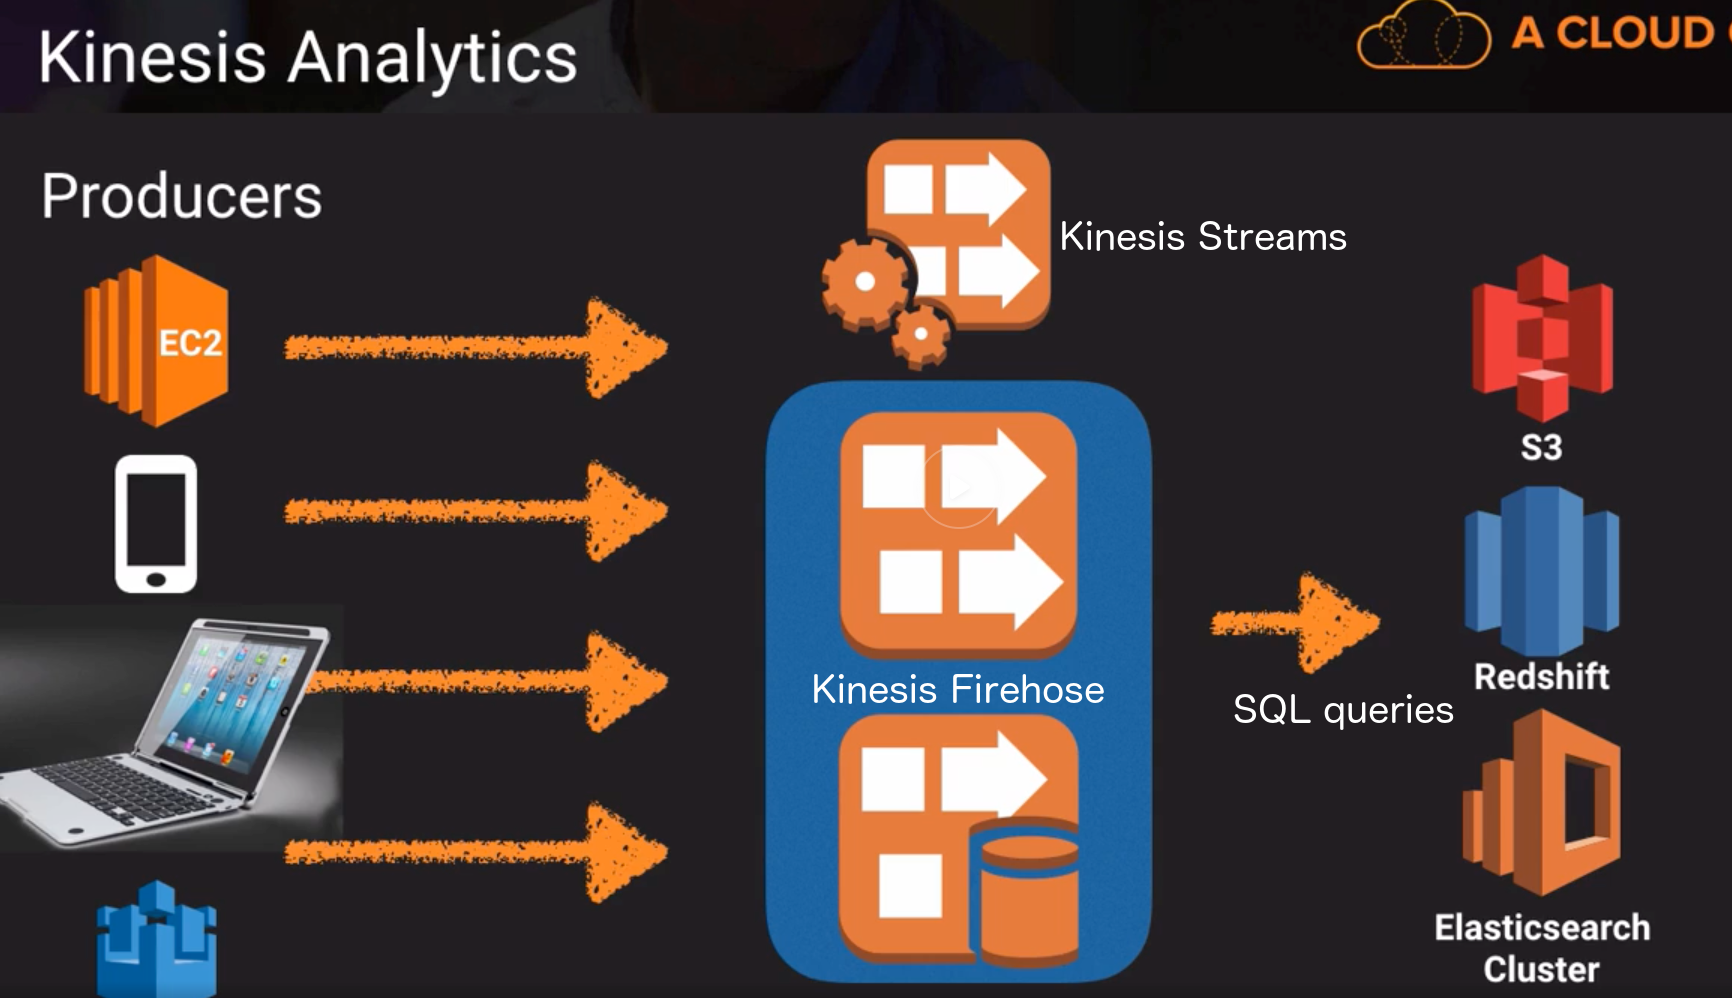 Kinesis Analytics
A CLOUD
Producers
Kinesis Streams
EC2
S3
Kinesis Firehose
Redshift
SQL queries
Elasticsearch
Cluster